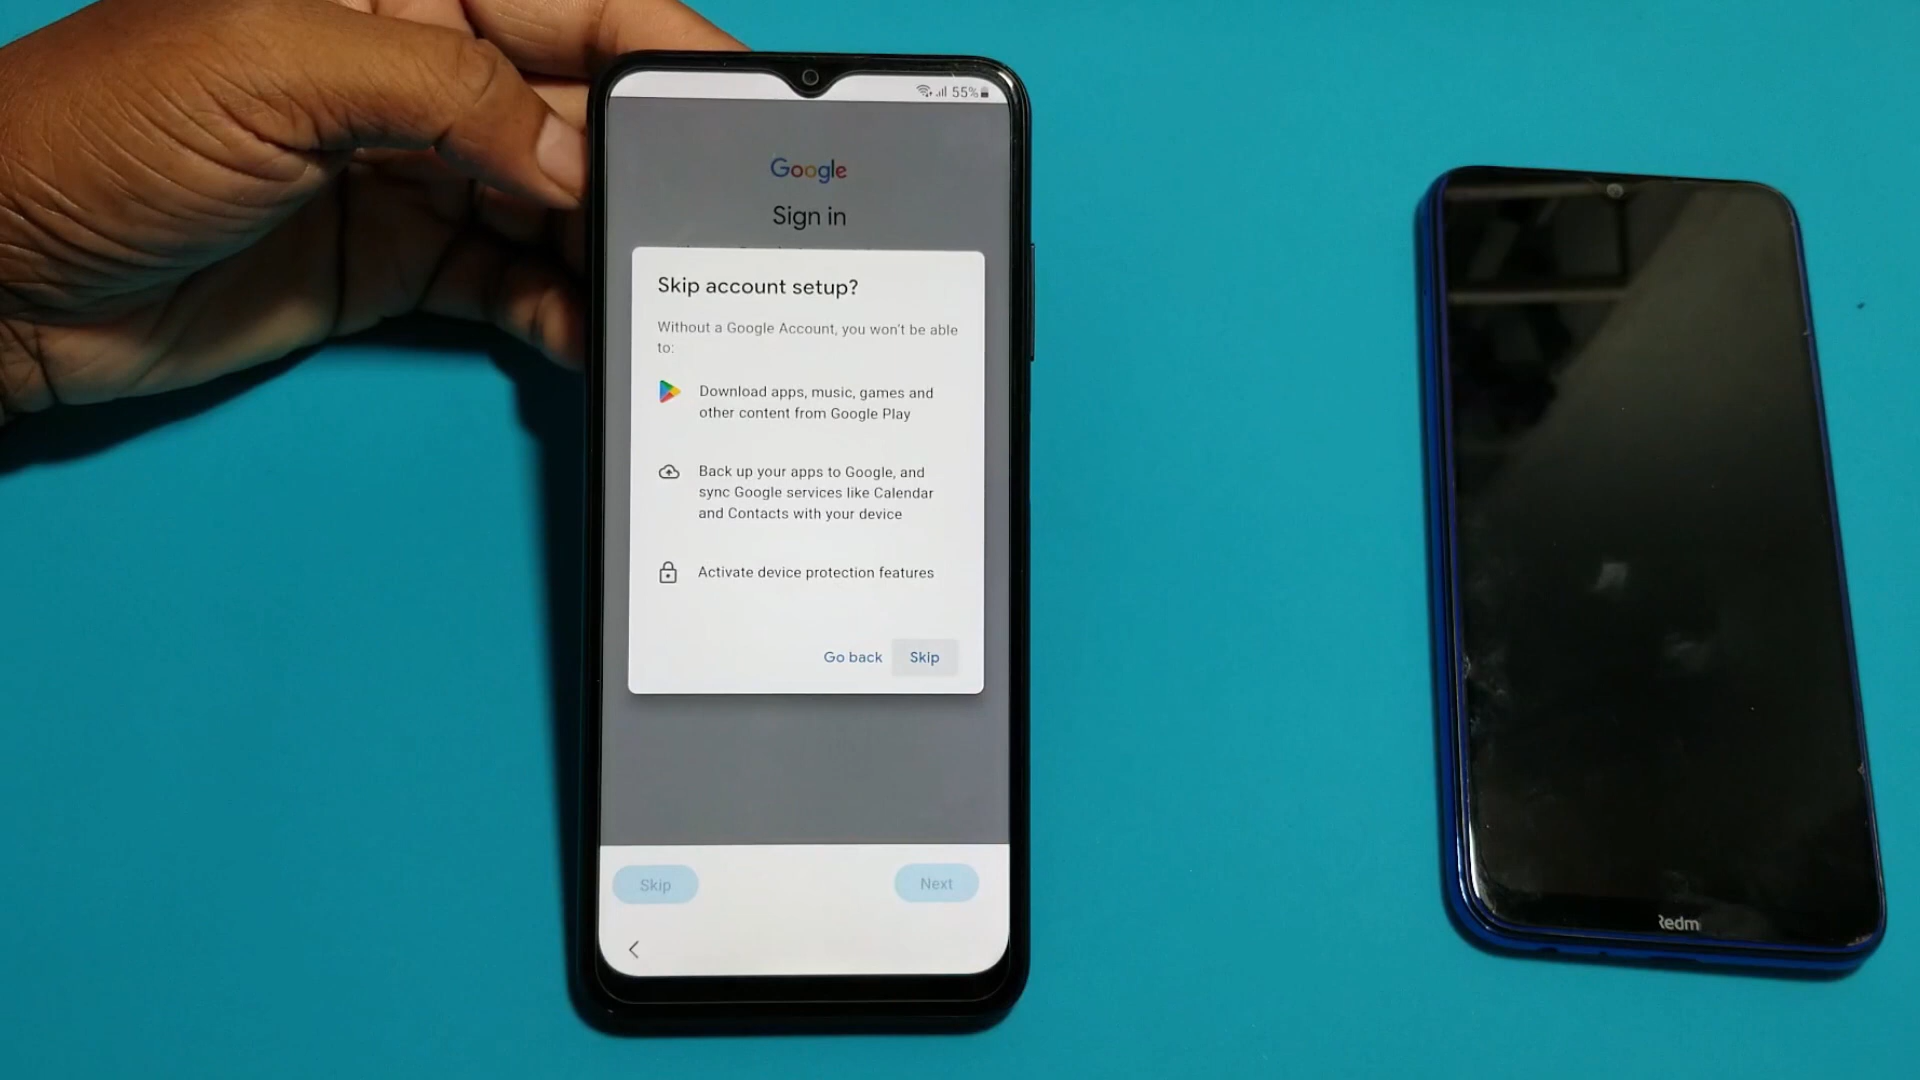 55%
Google
Sign in
Skip account setup?
Without a Google Account, you won't be able
to:
Download apps, music, games and
other content from Google Play
Back up your apps to Google, and
sync Google services like Calendar
and Contacts with your device
Activate device protection features
Go back Skip
Skip Next
Redm